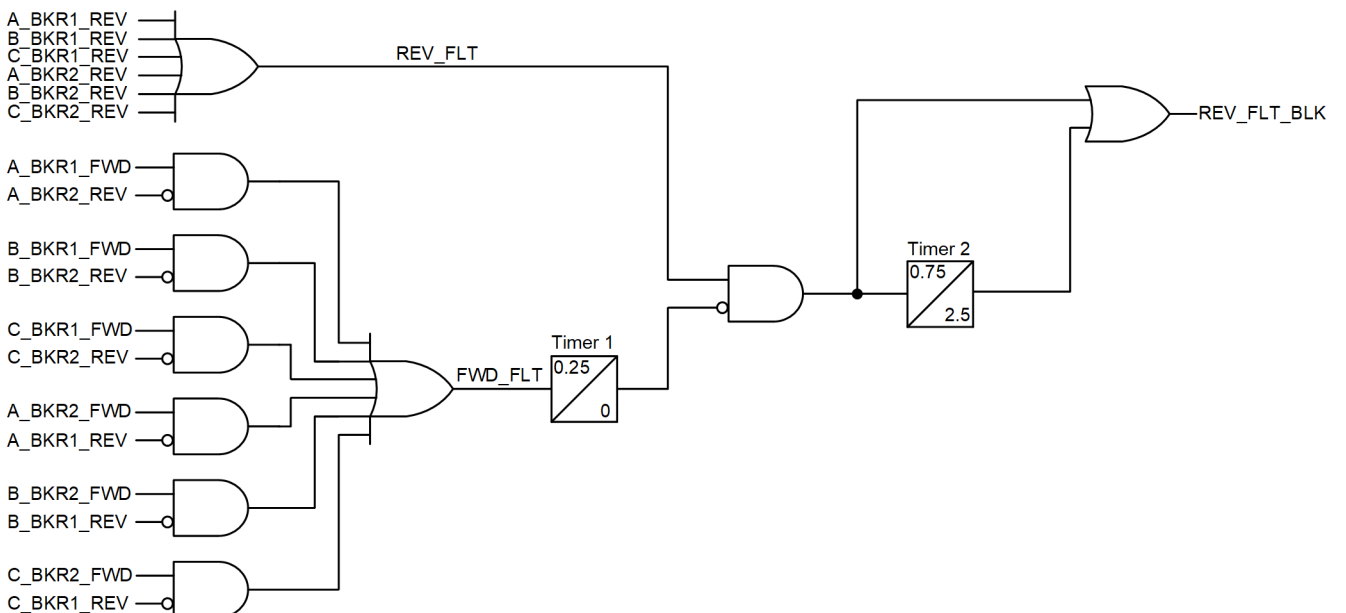 A_BKR1_REV
B_BKR1_REV
C_BKR1_REV
A_BKR2_REV
B_BKR2_REV
C_BKR2_REV
REV_FLT
REV_FLT_BLK
A_BKR1_FWD
A_BKR2_REV
B_BKR1_FWD
B_BKR2_REV
Timer 2
0.75
2.5
C_BKR1_FWD
C_BKR2_REV
Timer 1
0.25
0
FWD_FLT
A_BKR2_FWD
A_BKR1_REV
B_BKR2_FWD
B_BKR1_REV
C_BKR2_FWD
C_BKR1_REV